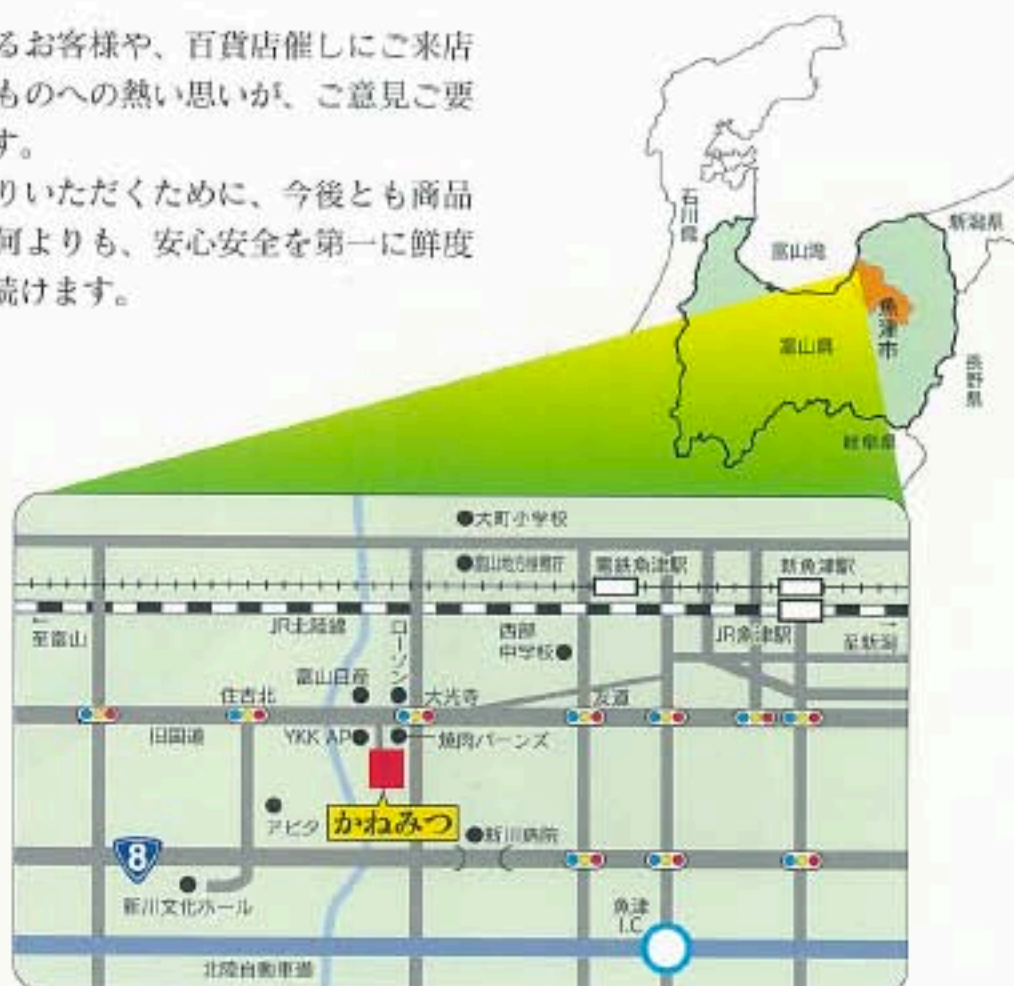 るお客様や、百貨店催しにご来店
ものへの熱い思いが、ご意見ご要
す。
りいただくために、今後とも商品
何よりも、安心安全を第一に鮮度
続けます。
石川県
富山湾
新潟県
魚津市
富山県
長野県
岐阜県
大町小学校
電鉄魚津駅
新魚津駅
至富山
JR北陸線
ローソン
西部
中学校
JR魚津駅
至新潟
富山日産
住吉北
大光寺
友道
旧国道
YKK AP
焼肉バーンズ
アピタ
かねみつ
新川病院
8
新川文化ホール
魚津
I.C
北陸自動車道